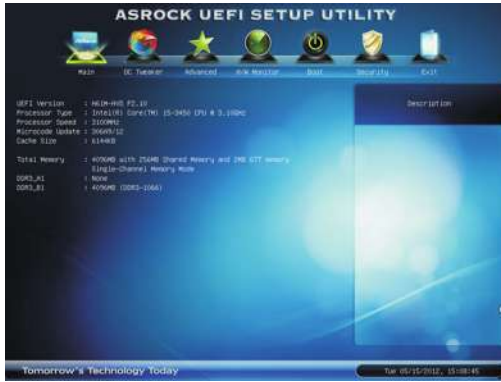 ASROCK UEFI SETUP UTILITY
Main OC Tweaker Advanced H/W Monitor Boot Security Exit
UEFI Version : H61M-HVS P2.10
Processor Type : Intel(R) Core(TM) i5-3450 CPU @ 3.10GHz
Processor Speed : 3100MHz
Microcode Update : 306A9/12
Cache Size : 6144KB
Total Memory : 4096MB with 256MB Shared Memory and 2MB GTT memory
Single-Channel Memory Mode
DDR3_A1 : None
DDR3_B1 : 4096MB (DDR3-1066)
Description
Tomorrow's Technology Today
Tue 05/15/2012, 15:08:45